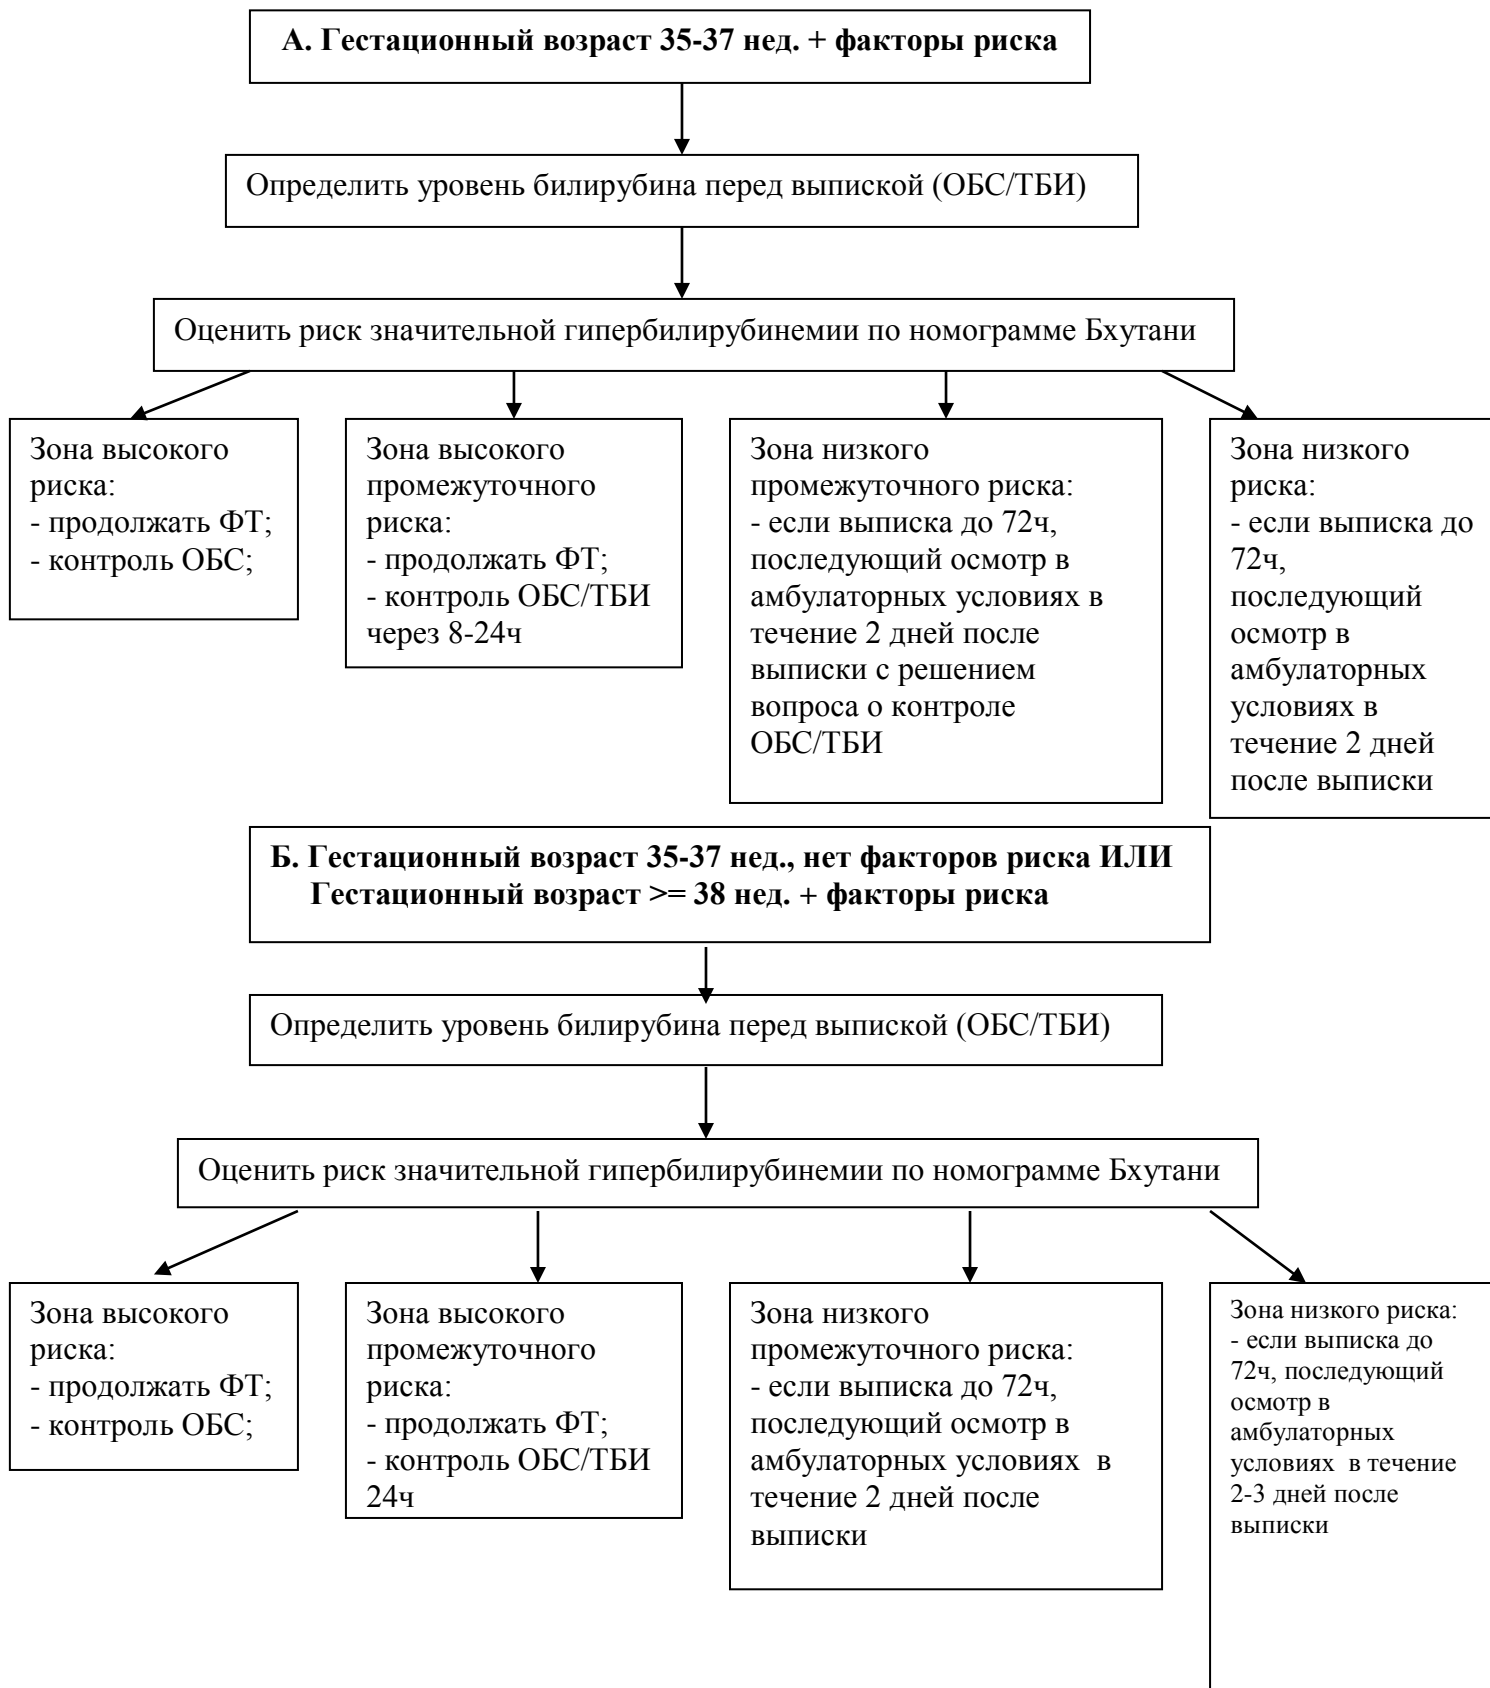 А. Гестационный возраст 35-37 нед. + факторы риска
Определить уровень билирубина перед выпиской (ОБС/ТБИ)
Оценить риск значительной гипербилирубинемии по номограмме Бхутани
Зона высокого
риска:
- продолжать ФТ;
- контроль ОБС;
Зона высокого
промежуточного
риска:
- продолжать ФТ;
- контроль ОБС/ТБИ
через 8-24ч
Зона низкого
промежуточного риска:
- если выписка до 72ч,
последующий осмотр в
амбулаторных условиях в
течение 2 дней после
выписки с решением
вопроса о контроле
ОБС/ТБИ
Зона низкого
риска:
- если выписка до
72ч,
последующий
осмотр в
амбулаторных
условиях в
течение 2 дней
после выписки
Б. Гестационный возраст 35-37 нед., нет факторов риска ИЛИ
Гестационный возраст >= 38 нед. + факторы риска
Определить уровень билирубина перед выпиской (ОБС/ТБИ)
Оценить риск значительной гипербилирубинемии по номограмме Бхутани
Зона высокого
риска:
- продолжать ФТ;
- контроль ОБС;
Зона высокого
промежуточного
риска:
- продолжать ФТ;
- контроль ОБС/ТБИ
24ч
Зона низкого
промежуточного риска:
- если выписка до 72ч,
последующий осмотр в
амбулаторных условиях в
течение 2 дней после
выписки
Зона низкого риска:
- если выписка до
72ч, последующий
осмотр в
амбулаторных
условиях в течение
2-3 дней после
выписки